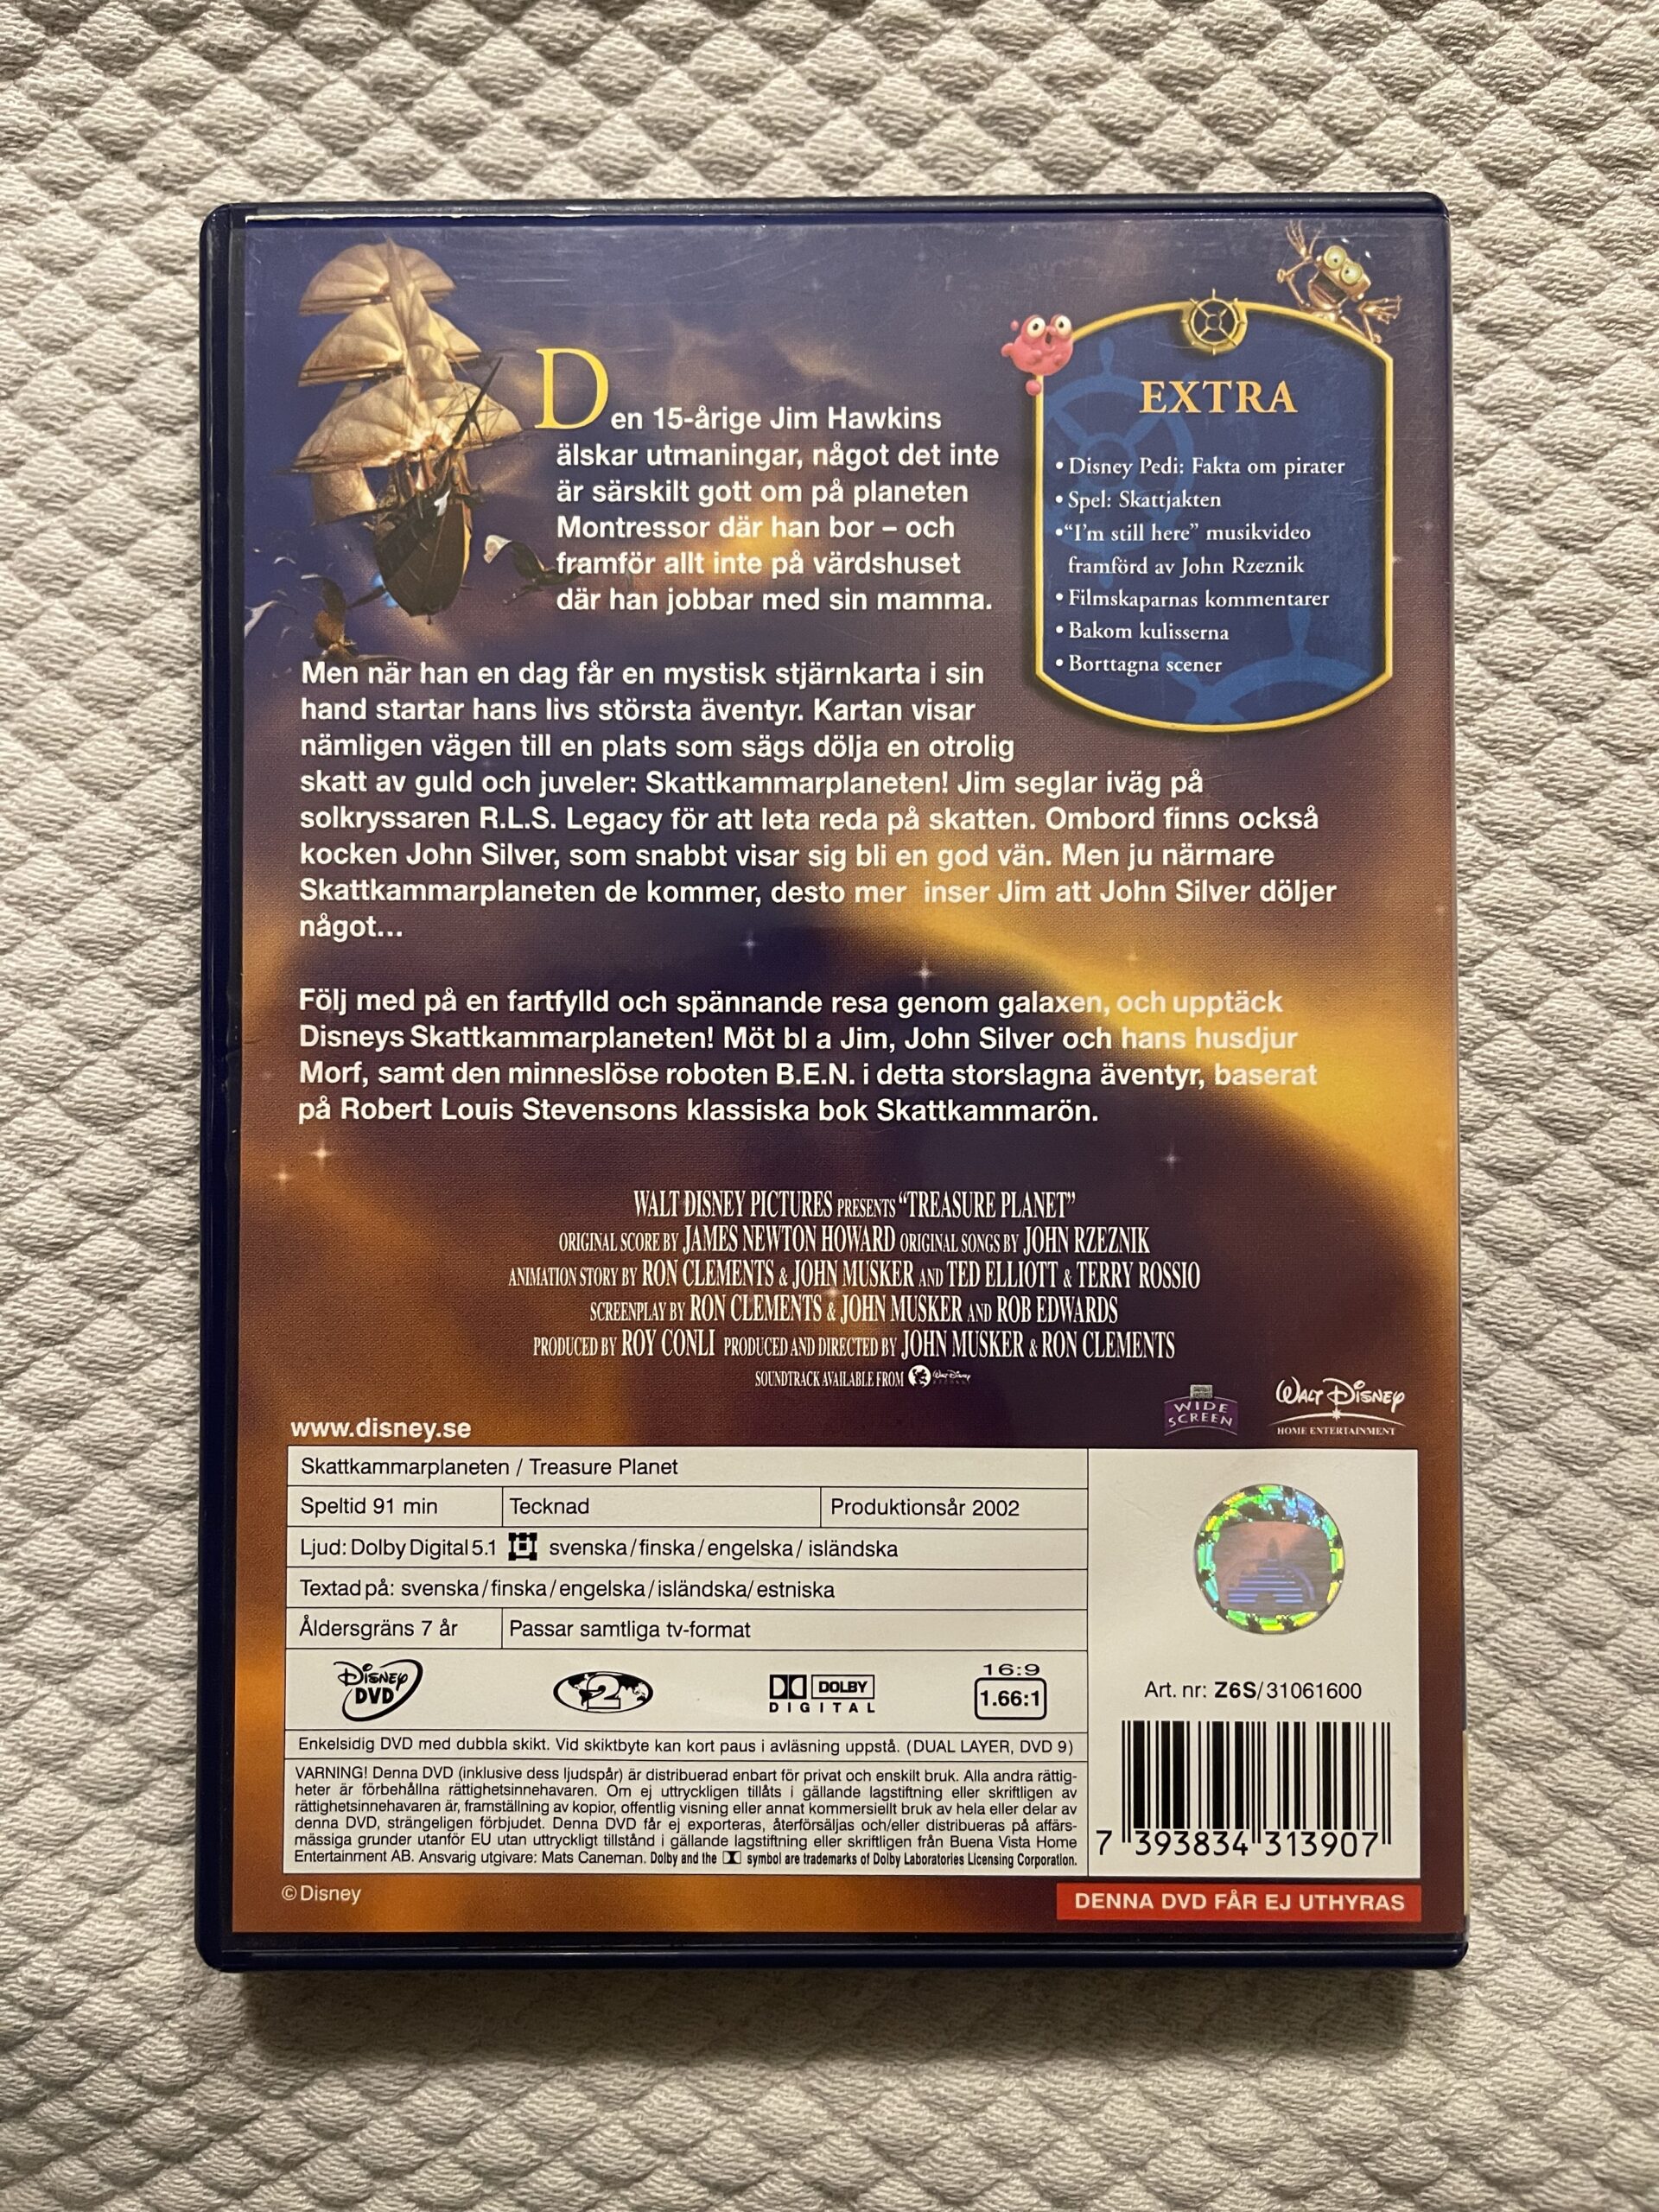 Den 15-årige Jim Hawkins
älskar utmaningar, något det inte
är särskilt gott om på planeten
Montressor där han bor – och
framför allt inte på värdshuset
där han jobbar med sin mamma.
Men när han en dag får en mystisk stjärnkarta i sin
hand startar hans livs största äventyr. Kartan visar
nämligen vägen till en plats som sägs dölja en otrolig
skatt av guld och juveler: Skattkammarplaneten! Jim seglar iväg på
solkryssaren R.L.S. Legacy för att leta reda på skatten. Ombord finns också
kocken John Silver, som snabbt visar sig bli en god vän. Men ju närmare
Skattkammarplaneten de kommer, desto mer inser Jim att John Silver döljer
något...
EXTRA
• Disney Pedi: Fakta om pirater
• Spel: Skattjakten
• “I’m still here” musikvideo
framförd av John Rzeznik
• Filmskaparnas kommentarer
• Bakom kulisserna
• Borttagna scener
Följ med på en fartfylld och spännande resa genom galaxen, och upptäck
Disneys Skattkammarplaneten! Möt bl a Jim, John Silver och hans husdjur
Morf, samt den minneslöse roboten B.E.N. i detta storslagna äventyr, baserat
på Robert Louis Stevensons klassiska bok Skattkammarön.
WALT DISNEY PICTURES PRESENTS “TREASURE PLANET”
ORIGINAL SCORE BY JAMES NEWTON HOWARD ORIGINAL SONGS BY JOHN RZEZNIK
ANIMATION STORY BY RON CLEMENTS & JOHN MUSKER AND TED ELLIOTT & TERRY ROSSIO
SCREENPLAY BY RON CLEMENTS & JOHN MUSKER AND ROB EDWARDS
PRODUCED BY ROY CONLI PRODUCED AND DIRECTED BY JOHN MUSKER & RON CLEMENTS
SOUNDTRACK AVAILABLE FROM Walt Disney
WIDE
SCREEN
WALT DISNEY
HOME ENTERTAINMENT
www.disney.se
Skattkammarplaneten / Treasure Planet
Speltid 91 min Tecknad Produktionsår 2002
Ljud: Dolby Digital 5.1 svenska/finska/engelska/isländska
Textad på: svenska/finska/engelska/isländska/estniska
Åldersgräns 7 år Passar samtliga tv-format
DISNEY
DVD
2
DOLBY
DIGITAL
16:9
1.66:1
Enkelsidig DVD med dubbla skikt. Vid skiktbyte kan kort paus i avläsning uppstå. (DUAL LAYER, DVD 9)
VARNING! Denna DVD (inklusive dess ljudspår) är distribuerad enbart för privat och enskilt bruk. Alla andra rättig-
heter är förbehållna rättighetsinnehavaren. Om ej uttryckligen tillåts i gällande lagstiftning eller skriftligen av
rättighetsinnehavaren är, framställning av kopior, offentlig visning eller annat kommersiellt bruk av hela eller delar av
denna DVD, strängeligen förbjudet. Denna DVD får ej exporteras, återförsäljas och/eller distribueras på affärs-
mässiga grunder utanför EU utan uttryckligt tillstånd i gällande lagstiftning eller skriftligen från Buena Vista Home
Entertainment AB. Ansvarig utgivare: Mats Caneman. Dolby and the symbol are trademarks of Dolby Laboratories Licensing Corporation.
Art. nr: Z6S/31061600
7 393834 313907
© Disney
DENNA DVD FÅR EJ UTHYRAS